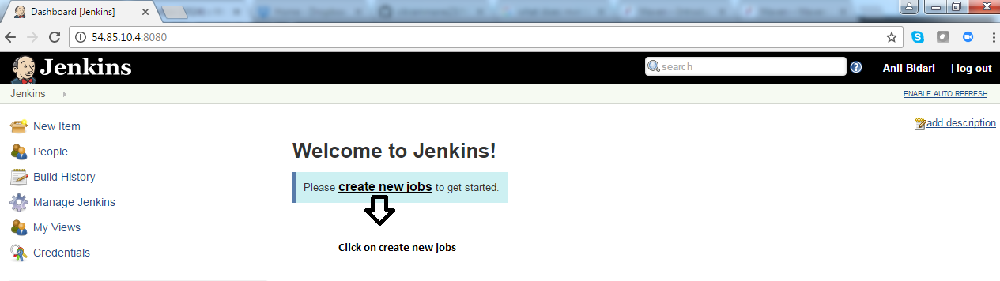 Dashboard [Jenkins]
54.85.10.4:8080
Jenkins
search
Anil Bidari
| log out
Jenkins
ENABLE AUTO REFRESH
New Item
People
Build History
Manage Jenkins
My Views
Credentials
add description
Welcome to Jenkins!
Please create new jobs to get started.
Click on create new jobs